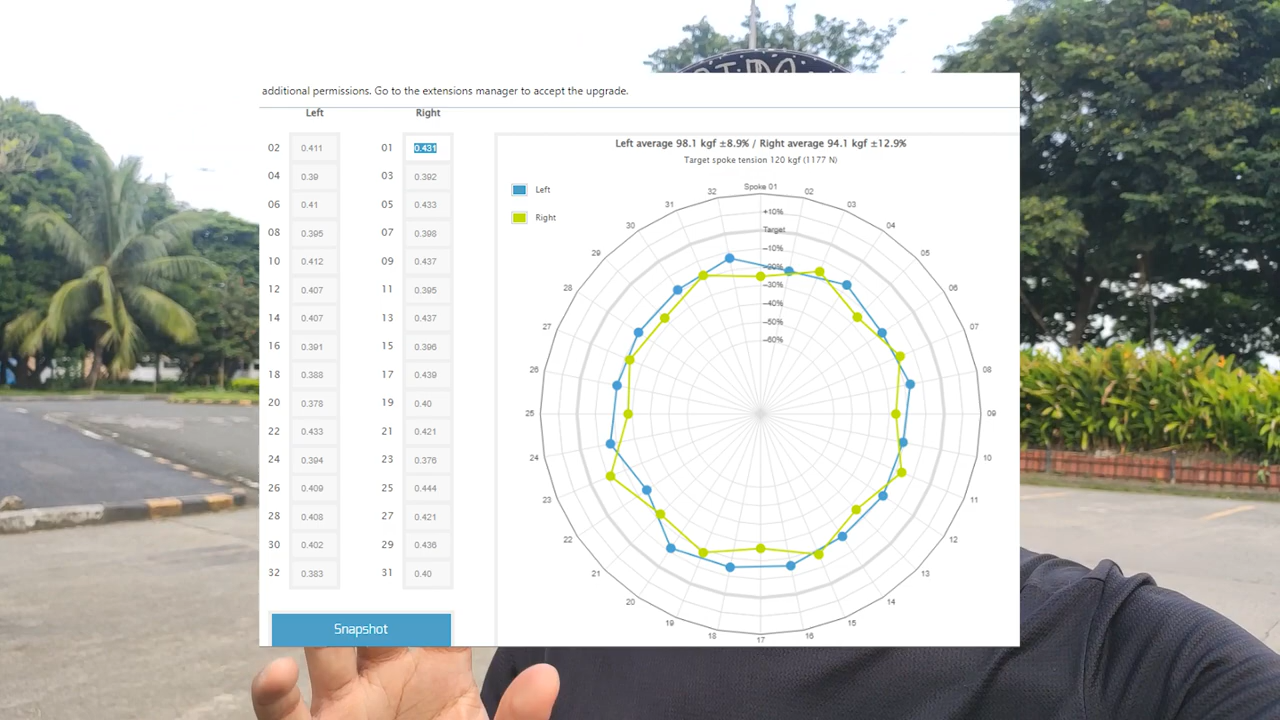 additional permissions. Go to the extensions manager to accept the upgrade.
Left Right
02 0.411 01 0.431
04 0.39 03 0.392
06 0.41 05 0.433
08 0.395 07 0.398
10 0.412 09 0.437
12 0.407 11 0.395
14 0.407 13 0.437
16 0.391 15 0.396
18 0.388 17 0.439
20 0.378 19 0.40
22 0.433 21 0.421
24 0.394 23 0.376
26 0.409 25 0.444
28 0.408 27 0.421
30 0.402 29 0.436
32 0.383 31 0.40
Snapshot
Left average 98.1 kgf ±8.9% / Right average 94.1 kgf ±12.9%
Target spoke tension 120 kgf (1177 N)
Left
Right
Spoke 01
02
03
04
05
06
07
08
09
10
11
12
13
14
15
16
17
18
19
20
21
22
23
24
25
26
27
28
29
30
31
32
+10%
Target
-10%
-20%
-30%
-40%
-50%
-60%